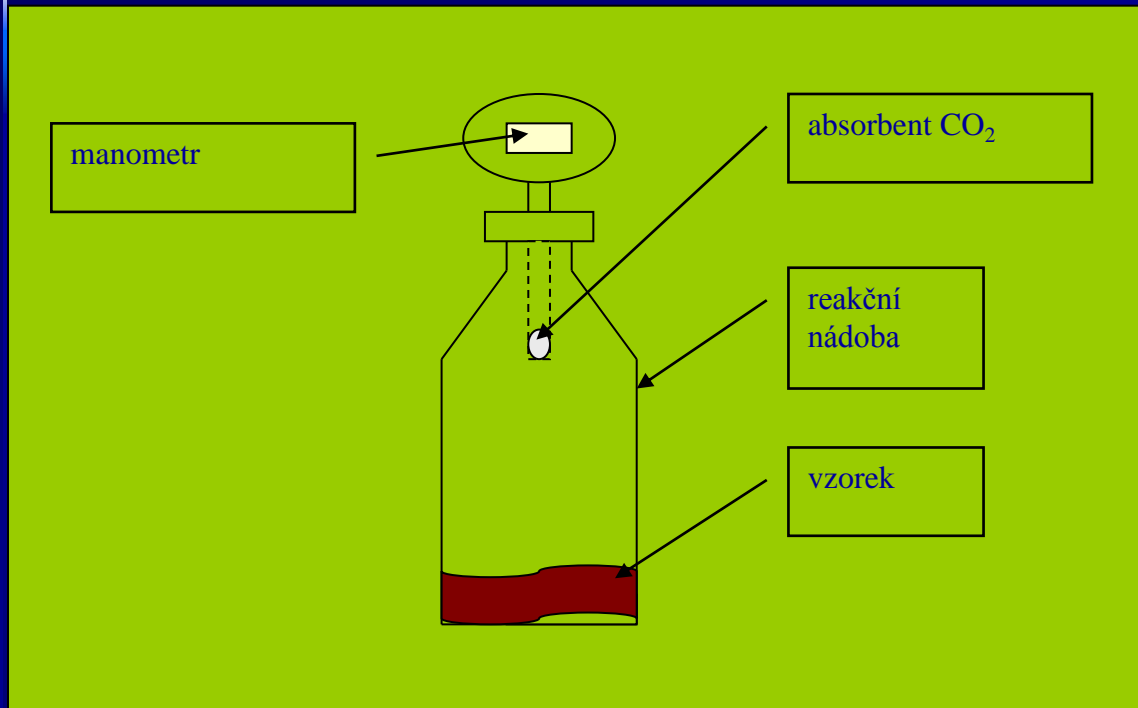 manometr
absorbent CO₂
reakční
nádoba
vzorek